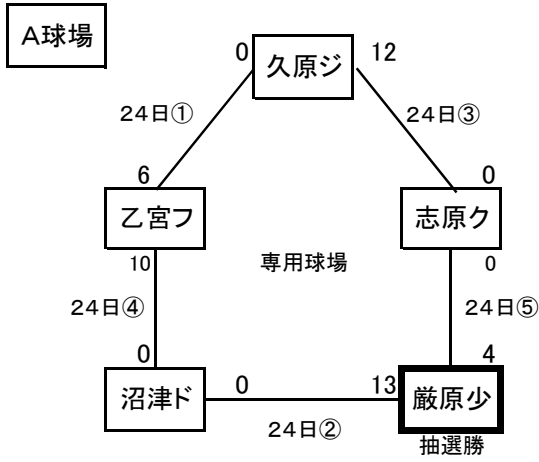 A球場
0
久原ジ
12
24日①
24日③
6
0
乙宮フ
志原ク
10
専用球場
0
24日④
24日⑤
0
4
沼津ド
0
13
厳原少
24日②
抽選勝